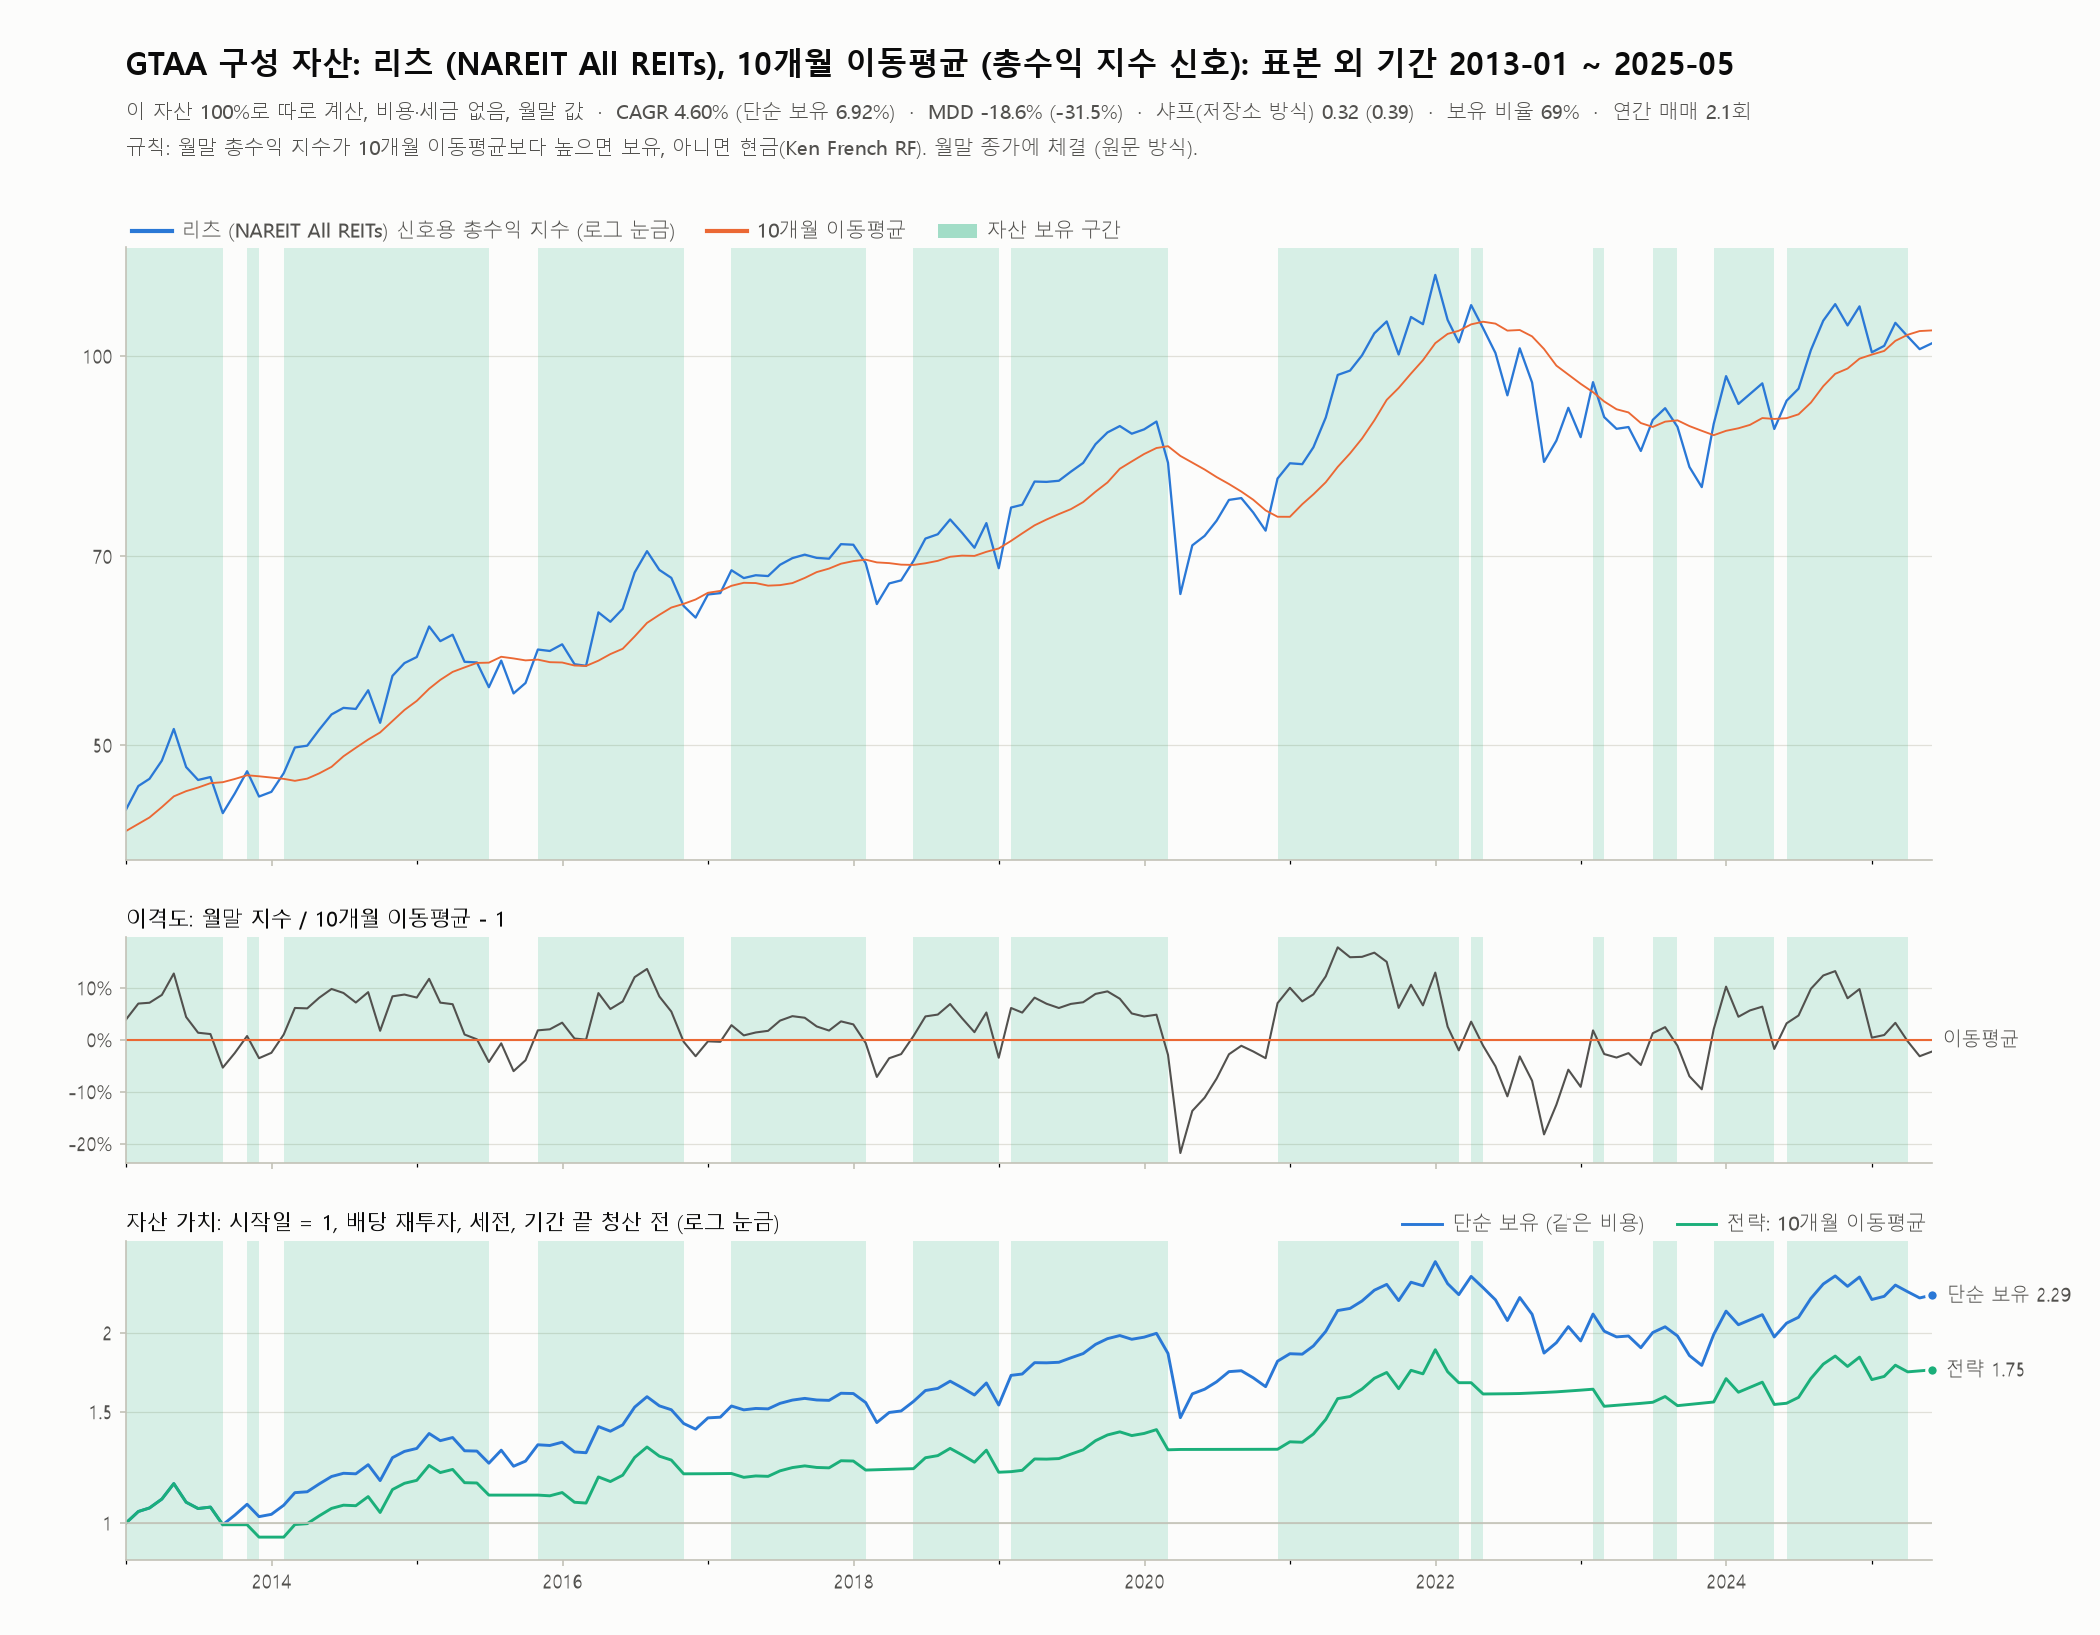 GTAA 구성 자산: 리츠 (NAREIT All REITs), 10개월 이동평균 (총수익 지수 신호): 표본 외 기간 2013-01 ~ 2025-05
이 자산 100%로 따로 계산, 비용·세금 없음, 월말 값 · CAGR 4.60% (단순 보유 6.92%) · MDD -18.6% (-31.5%) · 샤프(저장소 방식) 0.32 (0.39) · 보유 비율 69% · 연간 매매 2.1회
규칙: 월말 총수익 지수가 10개월 이동평균보다 높으면 보유, 아니면 현금(Ken French RF). 월말 종가에 체결 (원문 방식).
리츠 (NAREIT All REITs) 신호용 총수익 지수 (로그 눈금) 10개월 이동평균 자산 보유 구간
100
70
50
이격도: 월말 지수 / 10개월 이동평균 - 1
10%
0%
이동평균
-10%
-20%
자산 가치: 시작일 = 1, 배당 재투자, 세전, 기간 끝 청산 전 (로그 눈금)
단순 보유 (같은 비용) 전략: 10개월 이동평균
단순 보유 2.29
2
전략 1.75
1.5
1
2014 2016 2018 2020 2022 2024